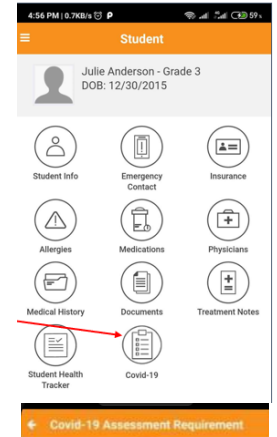 4:56 PM | 0.7KB/s
59
Student
Julie Anderson - Grade 3
DOB: 12/30/2015
Student Info
Emergency
Contact
Insurance
Allergies
Medications
Physicians
Medical History
Documents
Treatment Notes
Student Health
Tracker
Covid-19
Covid-19 Assessment Requirement